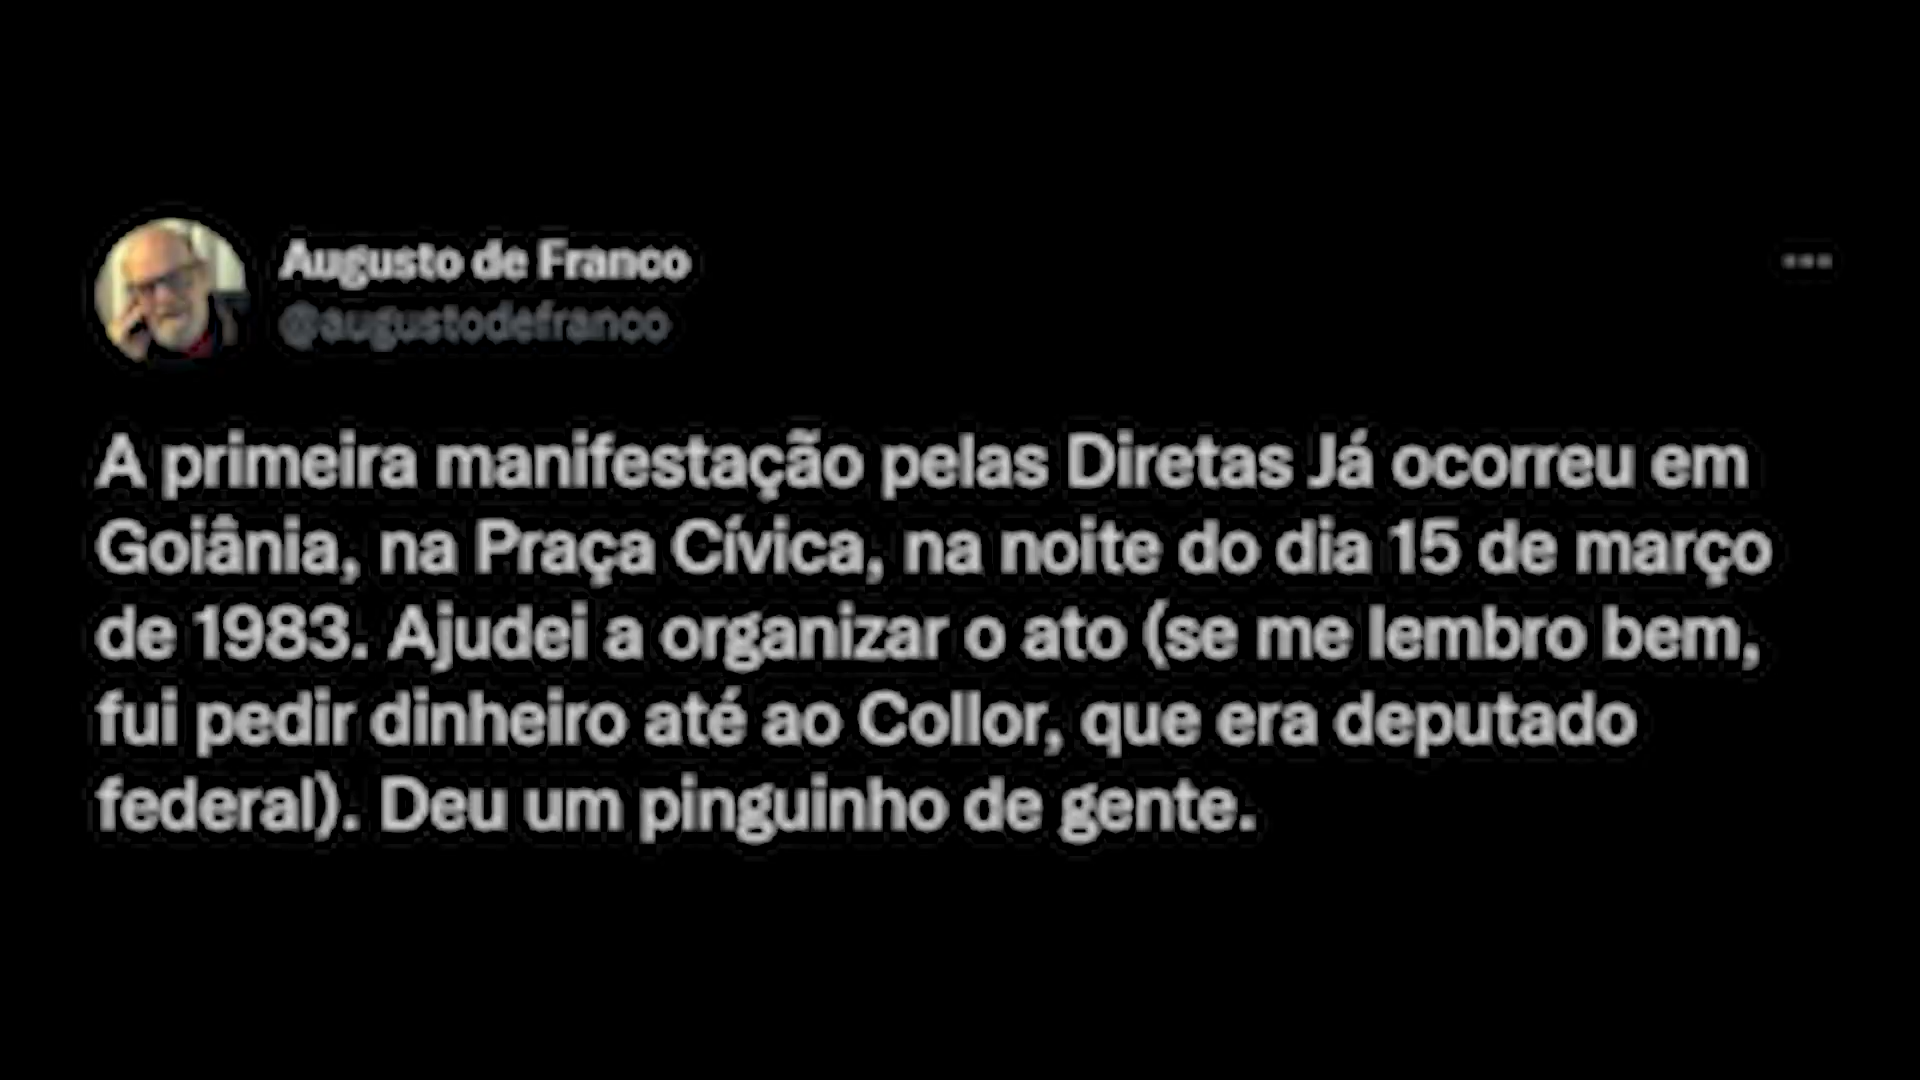 Augusto de Franco
@augustodefranco
A primeira manifestação pelas Diretas Já ocorreu em
Goiânia, na Praça Cívica, na noite do dia 15 de março
de 1983. Ajudei a organizar o ato (se me lembro bem,
fui pedir dinheiro até ao Collor, que era deputado
federal). Deu um pinguinho de gente.